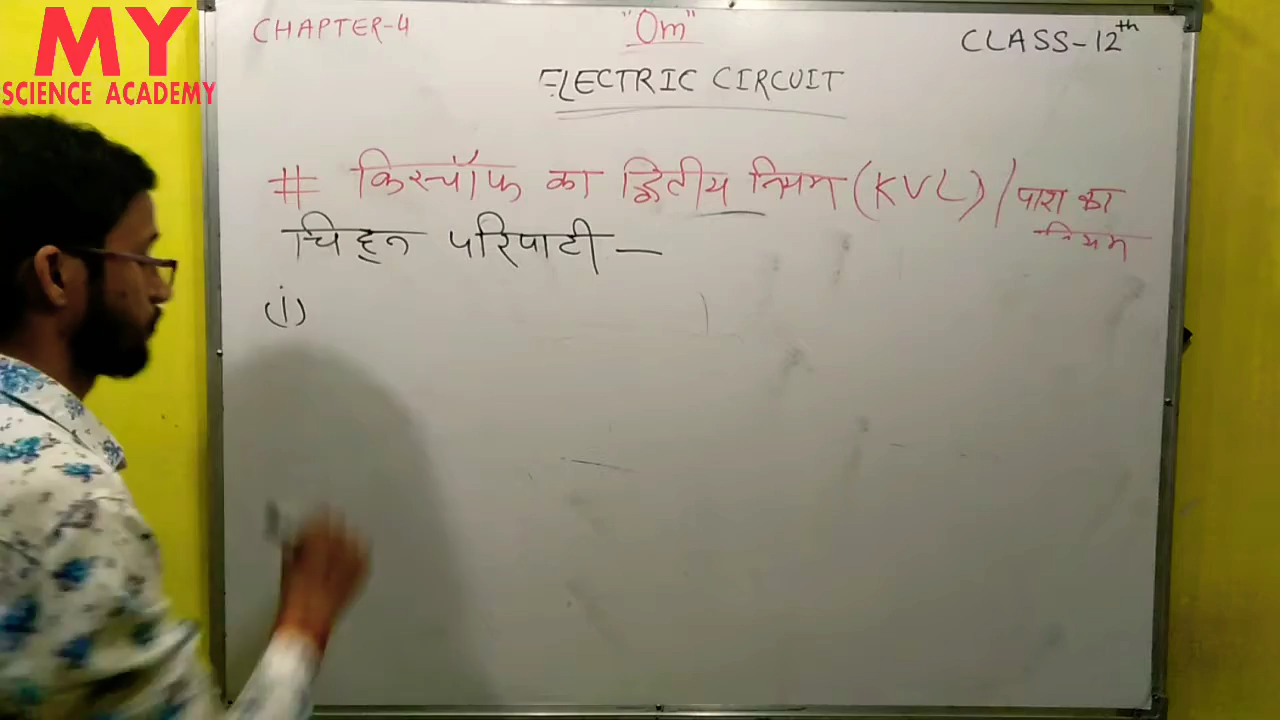 MY
SCIENCE ACADEMY
CHAPTER-4
"Om"
CLASS-12th
ELECTRIC CIRCUIT
# किरचॉफ का द्वितीय नियम (KVL) / पाश का
नियम
चिह्न परिपाटी —
(i)